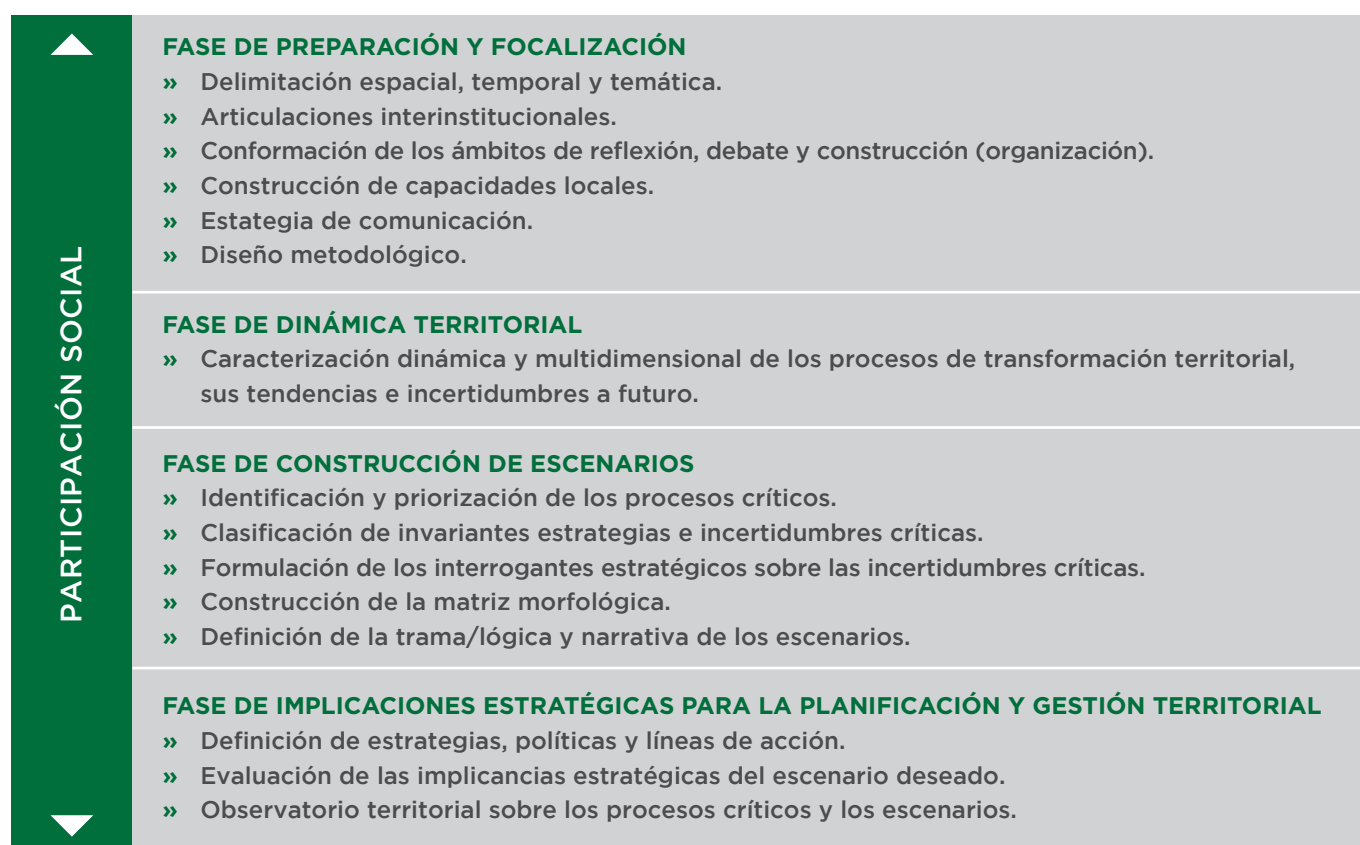 PARTICIPACIÓN SOCIAL
FASE DE PREPARACIÓN Y FOCALIZACIÓN
» Delimitación espacial, temporal y temática.
» Articulaciones interinstitucionales.
» Conformación de los ámbitos de reflexión, debate y construcción (organización).
» Construcción de capacidades locales.
» Estategia de comunicación.
» Diseño metodológico.
FASE DE DINÁMICA TERRITORIAL
» Caracterización dinámica y multidimensional de los procesos de transformación territorial,
sus tendencias e incertidumbres a futuro.
FASE DE CONSTRUCCIÓN DE ESCENARIOS
» Identificación y priorización de los procesos críticos.
» Clasificación de invariantes estrategias e incertidumbres críticas.
» Formulación de los interrogantes estratégicos sobre las incertidumbres críticas.
» Construcción de la matriz morfológica.
» Definición de la trama/lógica y narrativa de los escenarios.
FASE DE IMPLICACIONES ESTRATÉGICAS PARA LA PLANIFICACIÓN Y GESTIÓN TERRITORIAL
» Definición de estrategias, políticas y líneas de acción.
» Evaluación de las implicancias estratégicas del escenario deseado.
» Observatorio territorial sobre los procesos críticos y los escenarios.